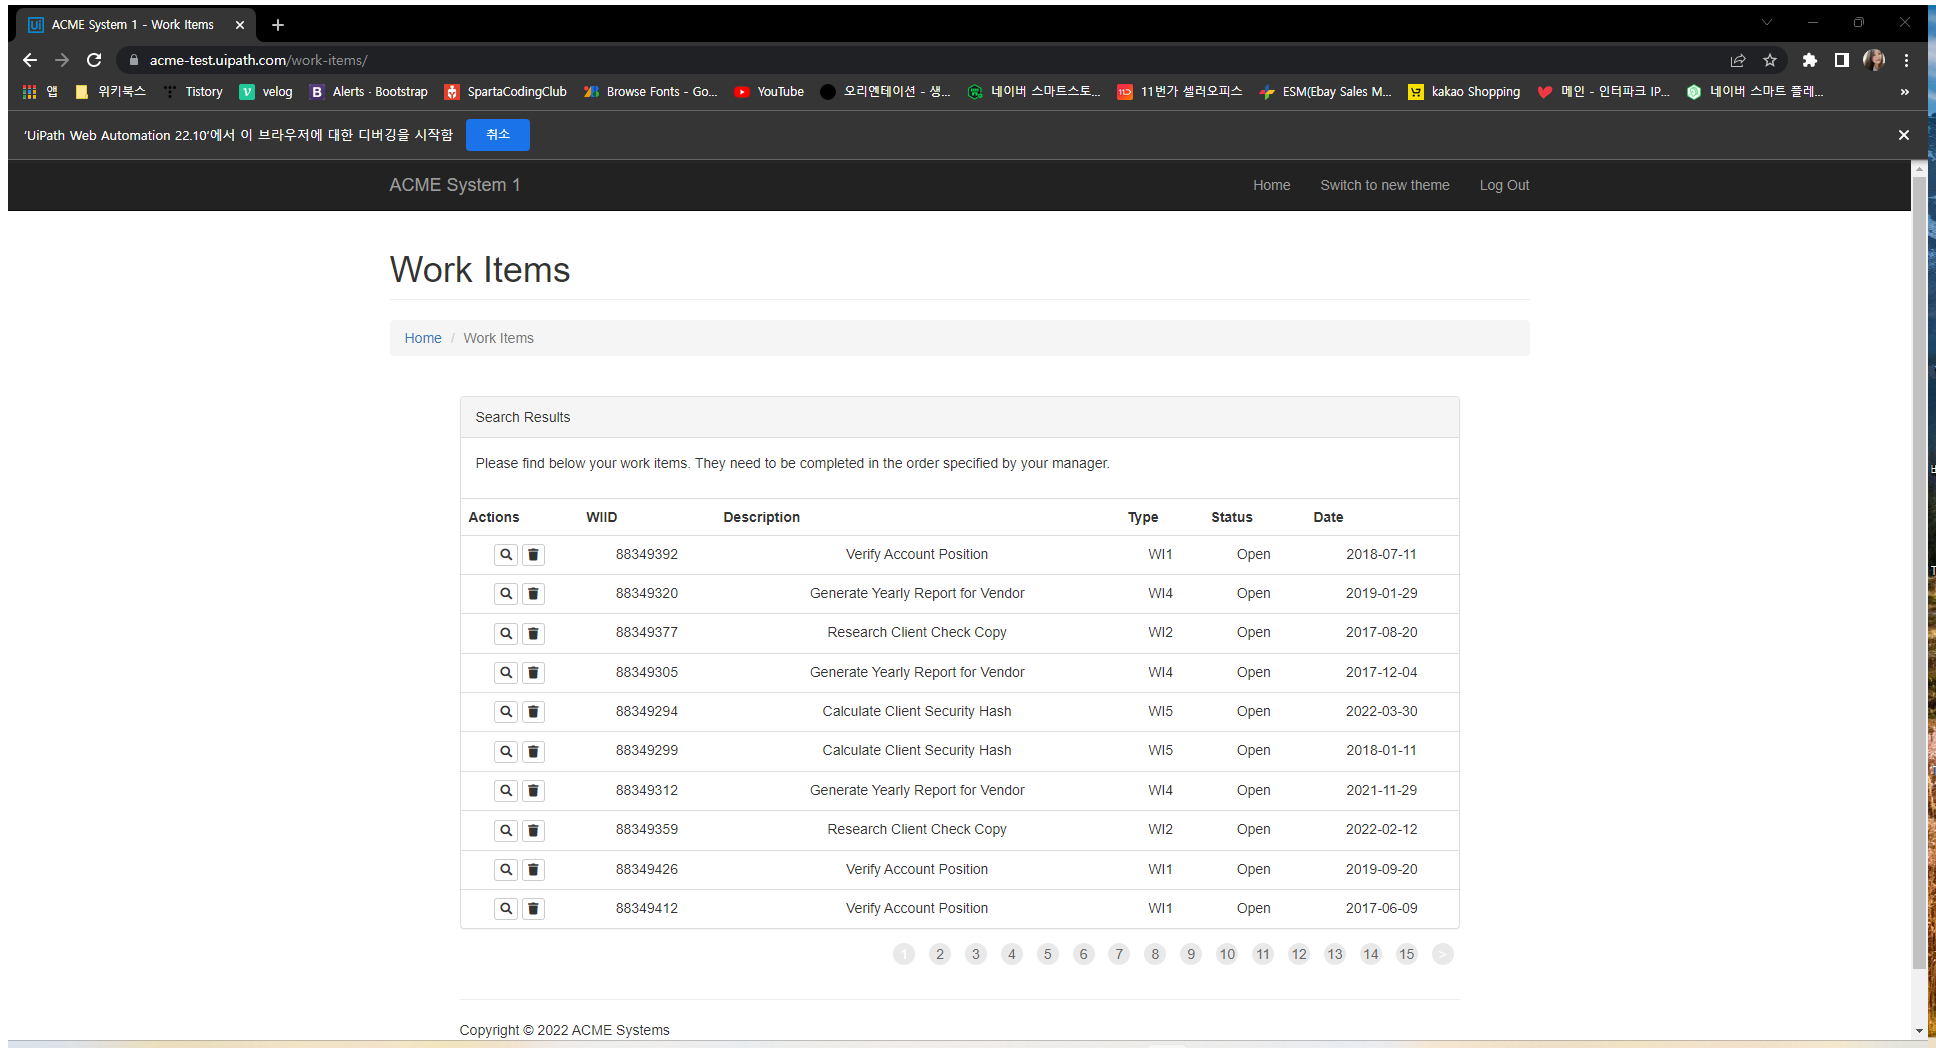 ACME System 1 - Work Items
acme-test.uipath.com/work-items/
앱 위키북스 Tistory velog Alerts · Bootstrap SpartaCodingClub Browse Fonts - Go... YouTube 오리엔테이션 - 생... 네이버 스마트스토... 11번가 셀러오피스 ESM(Ebay Sales M... kakao Shopping 메인 - 인터파크 IP... 네이버 스마트 플레... »
'UiPath Web Automation 22.10'에서 이 브라우저에 대한 디버깅을 시작함 취소
ACME System 1 Home Switch to new theme Log Out
Work Items
Home / Work Items
Search Results
Please find below your work items. They need to be completed in the order specified by your manager.
Actions WIID Description Type Status Date
88349392 Verify Account Position WI1 Open 2018-07-11
88349320 Generate Yearly Report for Vendor WI4 Open 2019-01-29
88349377 Research Client Check Copy WI2 Open 2017-08-20
88349305 Generate Yearly Report for Vendor WI4 Open 2017-12-04
88349294 Calculate Client Security Hash WI5 Open 2022-03-30
88349299 Calculate Client Security Hash WI5 Open 2018-01-11
88349312 Generate Yearly Report for Vendor WI4 Open 2021-11-29
88349359 Research Client Check Copy WI2 Open 2022-02-12
88349426 Verify Account Position WI1 Open 2019-09-20
88349412 Verify Account Position WI1 Open 2017-06-09
1 2 3 4 5 6 7 8 9 10 11 12 13 14 15 >
Copyright © 2022 ACME Systems